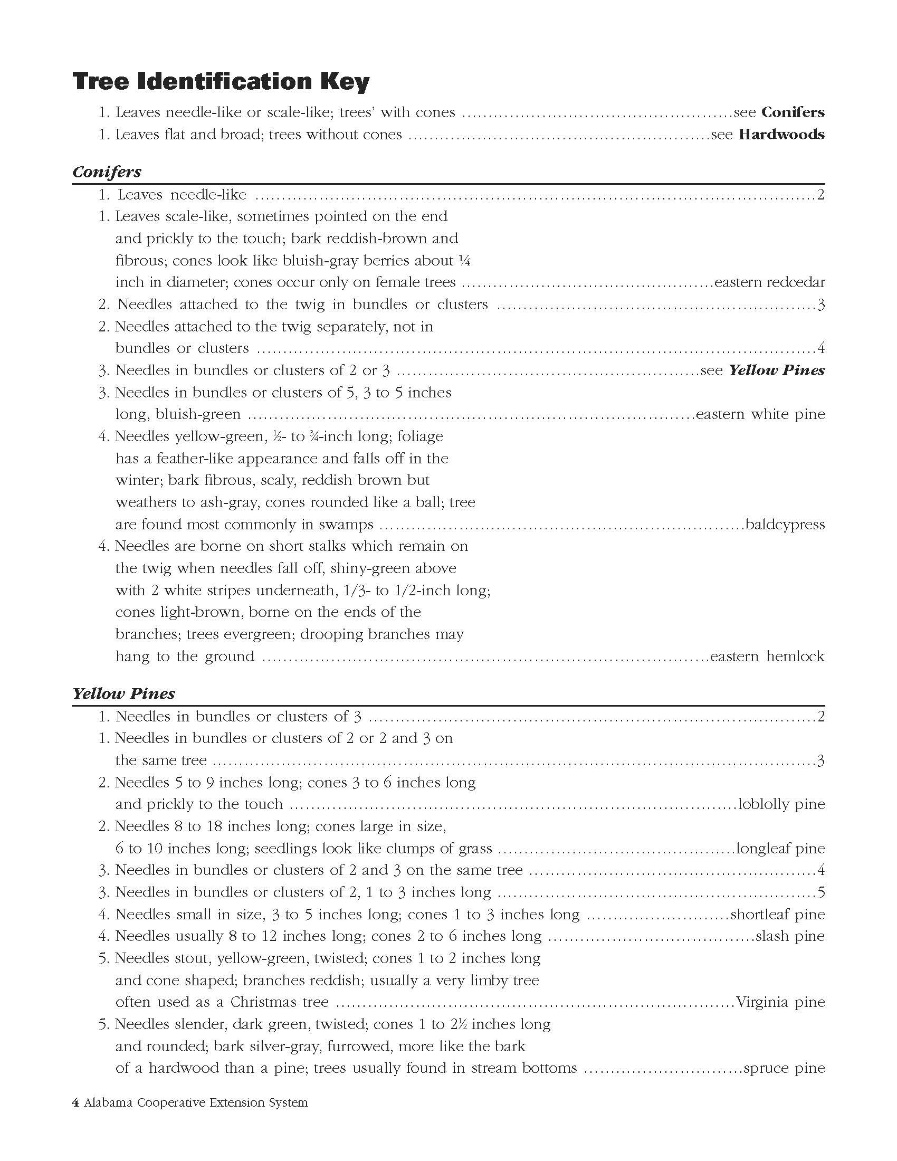 Tree Identification Key
1. Leaves needle-like or scale-like; trees' with cones ................................................... see Conifers
1. Leaves flat and broad; trees without cones ......................................................... see Hardwoods
Conifers
1. Leaves needle-like .......................................................................................................... 2
1. Leaves scale-like, sometimes pointed on the end
and prickly to the touch; bark reddish-brown and
fibrous; cones look like bluish-gray berries about ¼
inch in diameter; cones occur only on female trees ................................................ eastern redcedar
2. Needles attached to the twig in bundles or clusters ............................................................ 3
2. Needles attached to the twig separately, not in
bundles or clusters .......................................................................................................... 4
3. Needles in bundles or clusters of 2 or 3 ......................................................... see Yellow Pines
3. Needles in bundles or clusters of 5, 3 to 5 inches
long, bluish-green ..................................................................................... eastern white pine
4. Needles yellow-green, ½- to ¾-inch long; foliage
has a feather-like appearance and falls off in the
winter; bark fibrous, scaly, reddish brown but
weathers to ash-gray, cones rounded like a ball; tree
are found most commonly in swamps ..................................................................... baldcypress
4. Needles are borne on short stalks which remain on
the twig when needles fall off, shiny-green above
with 2 white stripes underneath, 1/3- to 1/2-inch long;
cones light-brown, borne on the ends of the
branches; trees evergreen; drooping branches may
hang to the ground ..................................................................................... eastern hemlock
Yellow Pines
1. Needles in bundles or clusters of 3 .................................................................................... 2
1. Needles in bundles or clusters of 2 or 2 and 3 on
the same tree .................................................................................................................. 3
2. Needles 5 to 9 inches long; cones 3 to 6 inches long
and prickly to the touch .................................................................................... loblolly pine
2. Needles 8 to 18 inches long; cones large in size,
6 to 10 inches long; seedlings look like clumps of grass ............................................. longleaf pine
3. Needles in bundles or clusters of 2 and 3 on the same tree ...................................................... 4
3. Needles in bundles or clusters of 2, 1 to 3 inches long ............................................................ 5
4. Needles small in size, 3 to 5 inches long; cones 1 to 3 inches long ........................... shortleaf pine
4. Needles usually 8 to 12 inches long; cones 2 to 6 inches long ....................................... slash pine
5. Needles stout, yellow-green, twisted; cones 1 to 2 inches long
and cone shaped; branches reddish; usually a very limby tree
often used as a Christmas tree ........................................................................... Virginia pine
5. Needles slender, dark green, twisted; cones 1 to 2½ inches long
and rounded; bark silver-gray, furrowed, more like the bark
of a hardwood than a pine; trees usually found in stream bottoms .............................. spruce pine
4 Alabama Cooperative Extension System